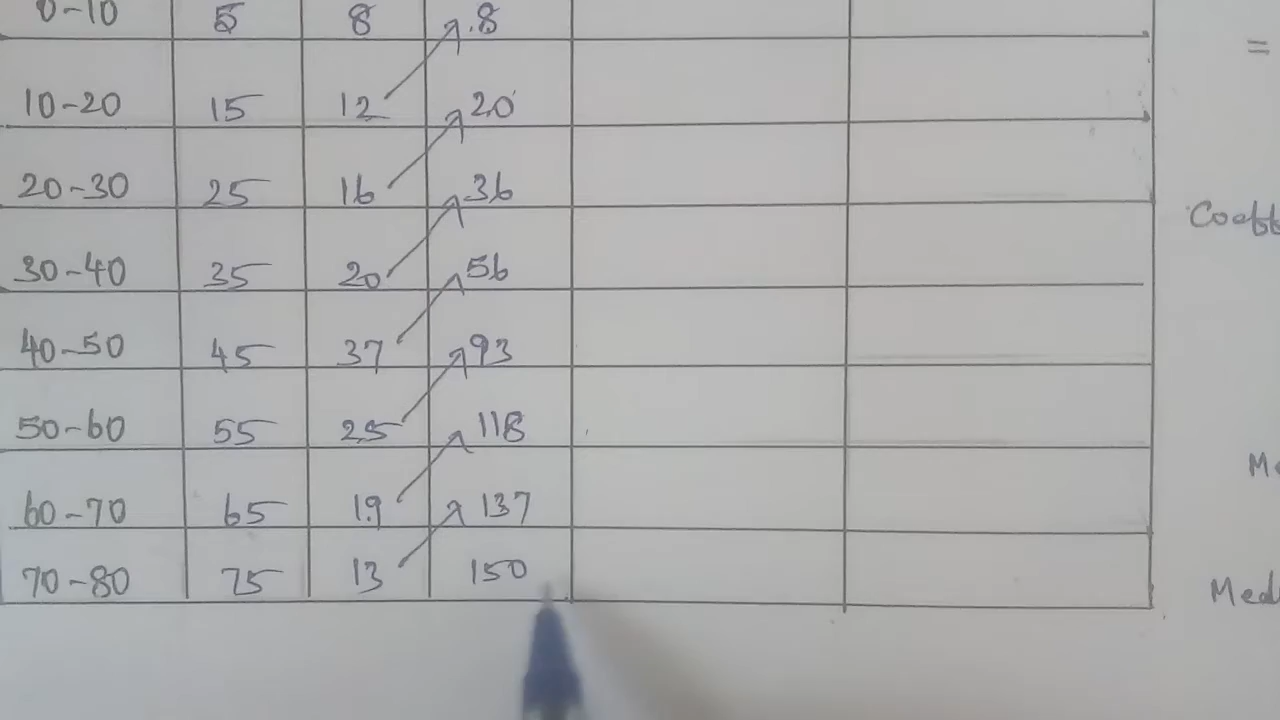 0-10 5 8 8 =
10-20 15 12 20
20-30 25 16 36
Coeff
30-40 35 20 56
40-50 45 37 93
50-60 55 25 118
60-70 65 19 137
70-80 75 13 150
Med